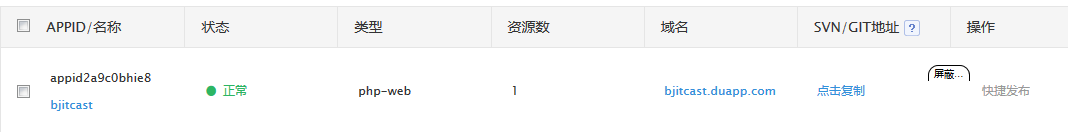 APPID/名称 状态 类型 资源数 域名 SVN/GIT地址 ? 操作
屏蔽...
appid2a9c0bhie8
正常 php-web 1 bjitcast.duapp.com 点击复制 快捷发布
bjitcast